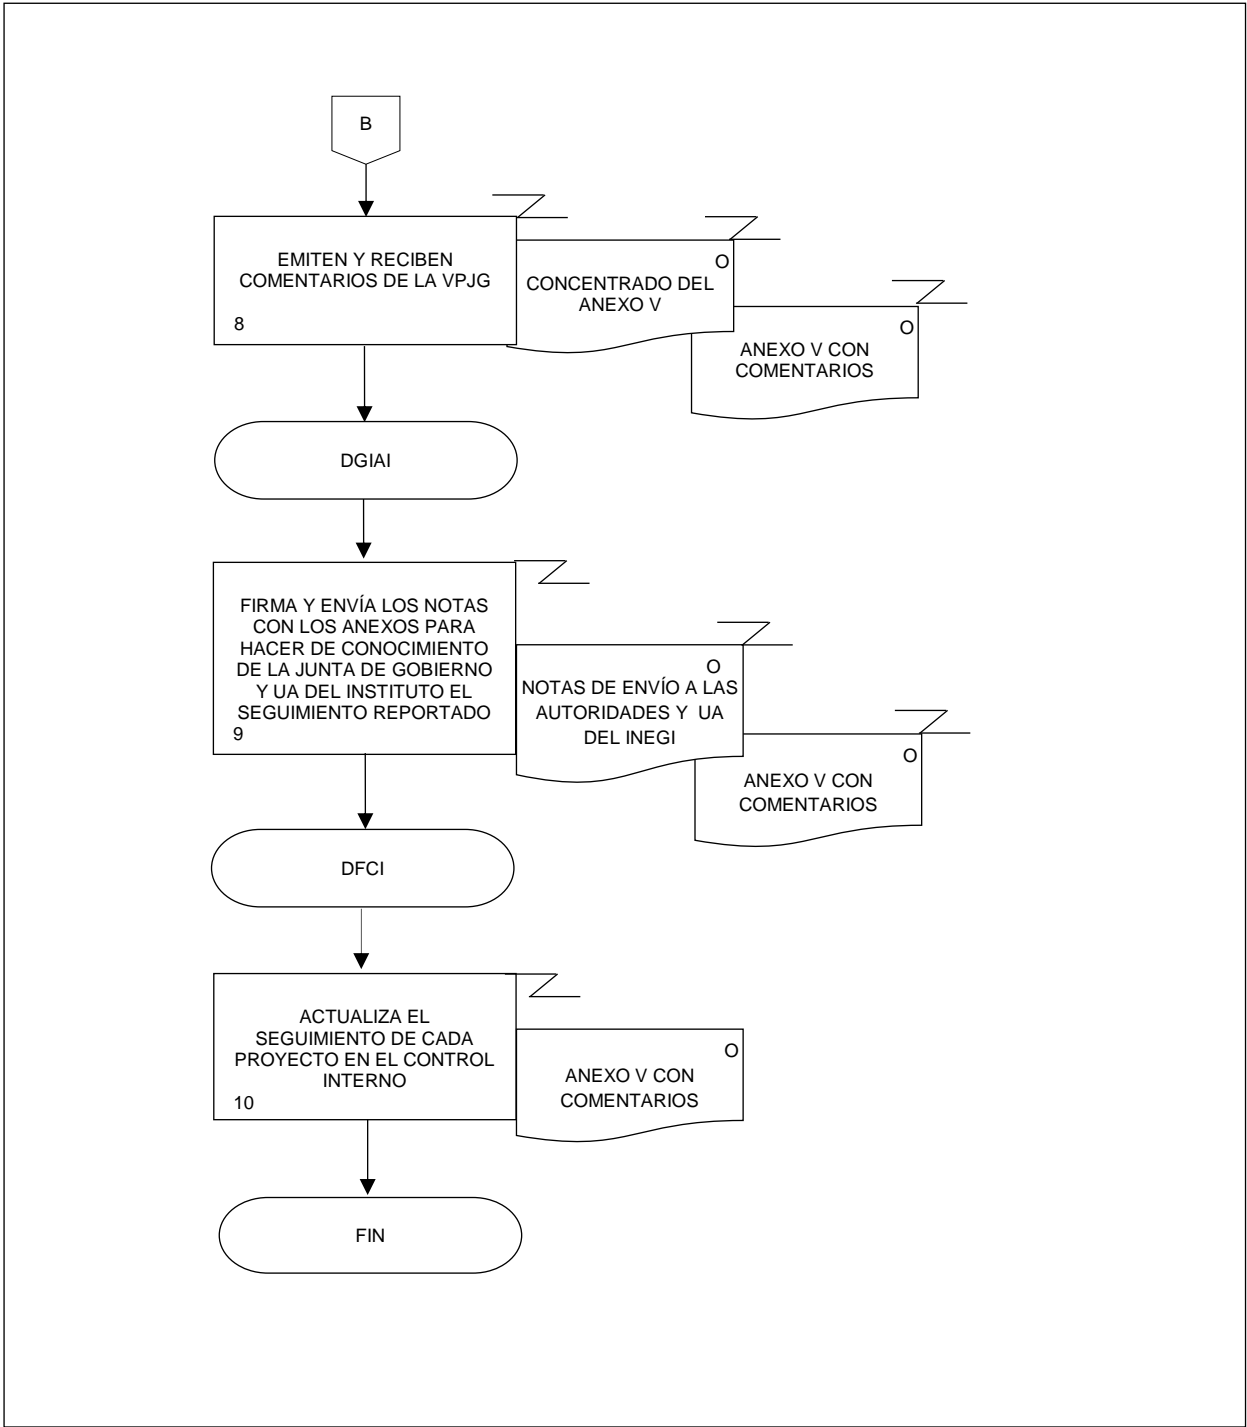 B
EMITEN Y RECIBEN
COMENTARIOS DE LA VPJG
8
O
CONCENTRADO DEL
ANEXO V
O
ANEXO V CON
COMENTARIOS
DGIAI
FIRMA Y ENVÍA LOS NOTAS
CON LOS ANEXOS PARA
HACER DE CONOCIMIENTO
DE LA JUNTA DE GOBIERNO
Y UA DEL INSTITUTO EL
SEGUIMIENTO REPORTADO
9
O
NOTAS DE ENVÍO A LAS
AUTORIDADES Y UA
DEL INEGI
O
ANEXO V CON
COMENTARIOS
DFCI
ACTUALIZA EL
SEGUIMIENTO DE CADA
PROYECTO EN EL CONTROL
INTERNO
10
O
ANEXO V CON
COMENTARIOS
FIN